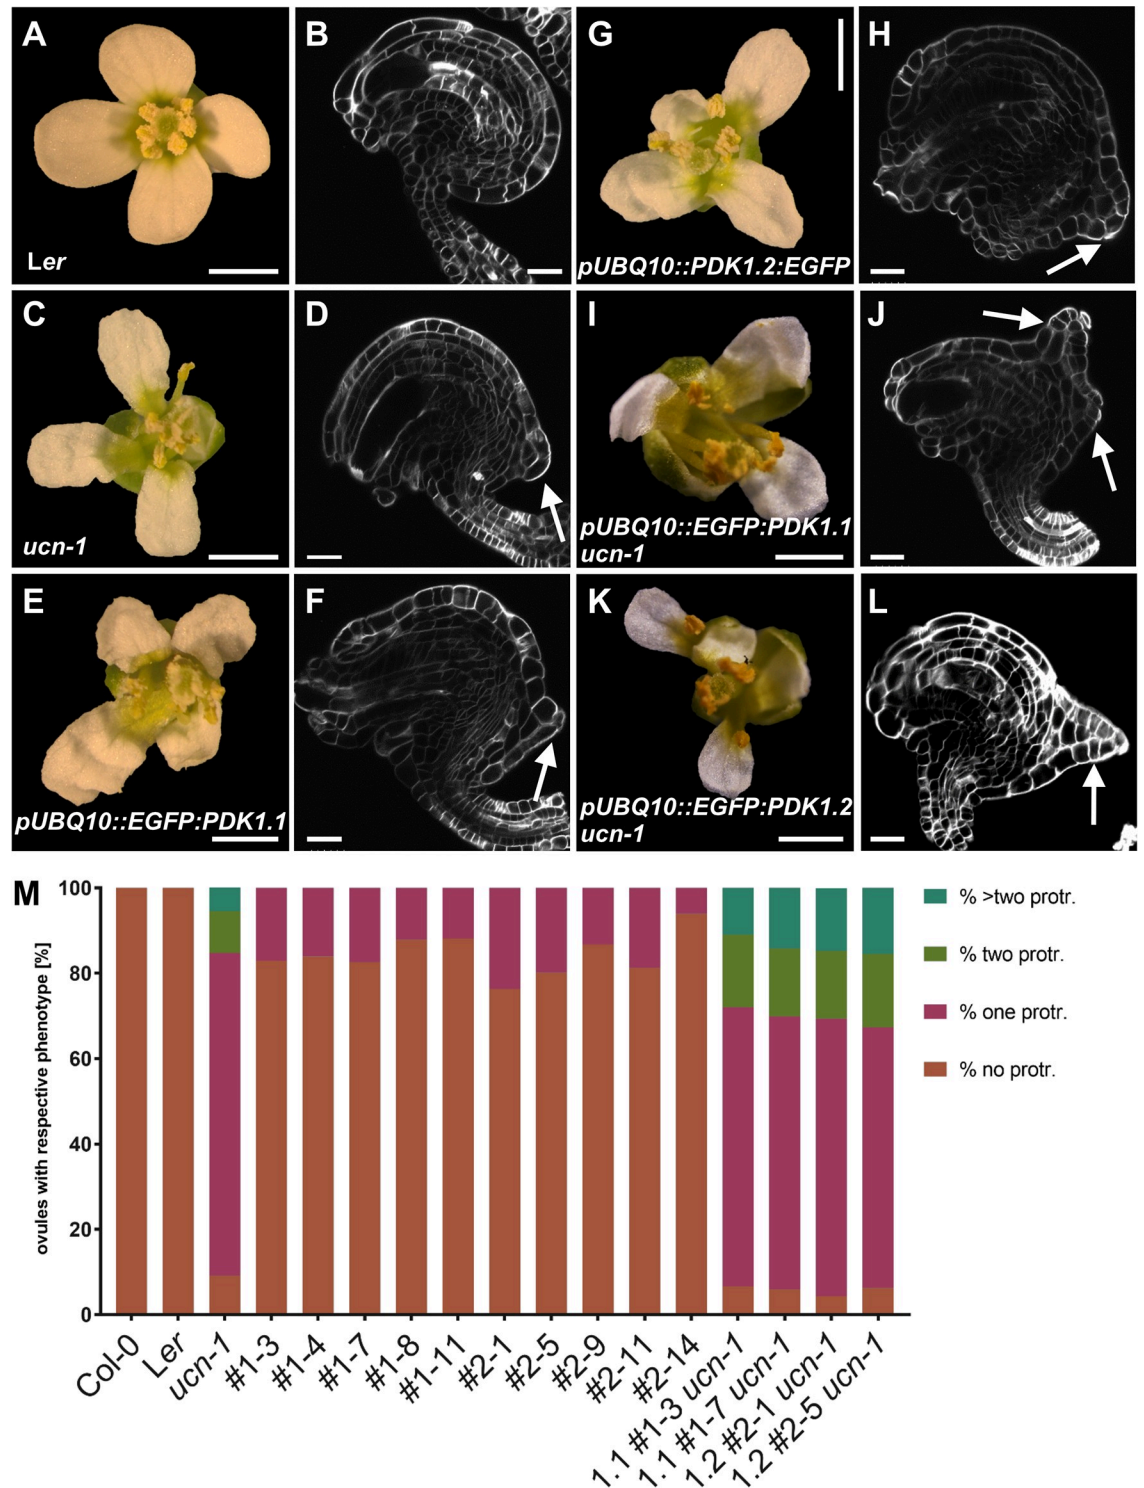 A
B
G
H
Ler
pUBQ10::PDK1.2:EGFP
C
D
I
J
ucn-1
pUBQ10::EGFP:PDK1.1
ucn-1
E
F
K
L
pUBQ10::EGFP:PDK1.1
pUBQ10::EGFP:PDK1.2
ucn-1
M
ovules with respective phenotype [%]
100
80
60
40
20
0
% >two protr.
% two protr.
% one protr.
% no protr.
Col-0
Ler
ucn-1
#1-3
#1-4
#1-7
#1-8
#1-11
#2-1
#2-5
#2-9
#2-11
#2-14
1.1 #1-3 ucn-1
1.1 #1-7 ucn-1
1.2 #2-1 ucn-1
1.2 #2-5 ucn-1